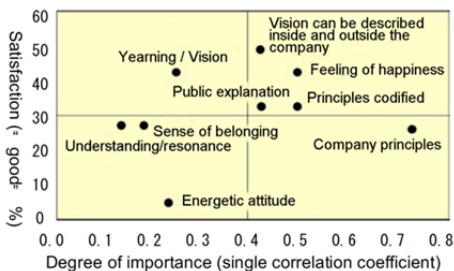 60
50
40
30
20
10
0
Satisfaction (" good" %)
Vision can be described
inside and outside the
company
Yearning / Vision
Feeling of happiness
Public explanation
Principles codified
Sense of belonging
Understanding/resonance
Company principles
Energetic attitude
0.0 0.1 0.2 0.3 0.4 0.5 0.6 0.7 0.8
Degree of importance (single correlation coefficient)